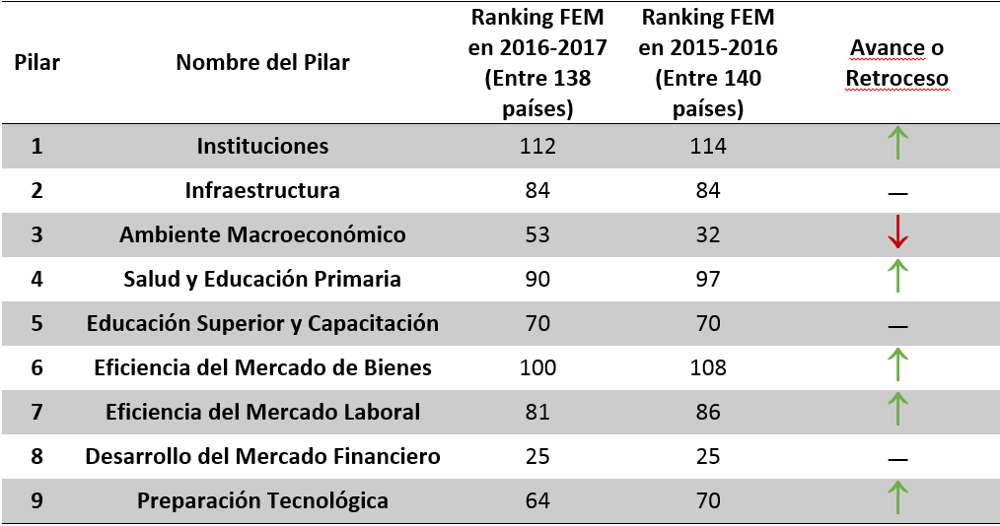 Pilar Nombre del Pilar Ranking FEM en 2016-2017 (Entre 138 países) Ranking FEM en 2015-2016 (Entre 140 países) Avance o Retroceso
1 Instituciones 112 114 ↑
2 Infraestructura 84 84 —
3 Ambiente Macroeconómico 53 32 ↓
4 Salud y Educación Primaria 90 97 ↑
5 Educación Superior y Capacitación 70 70 —
6 Eficiencia del Mercado de Bienes 100 108 ↑
7 Eficiencia del Mercado Laboral 81 86 ↑
8 Desarrollo del Mercado Financiero 25 25 —
9 Preparación Tecnológica 64 70 ↑